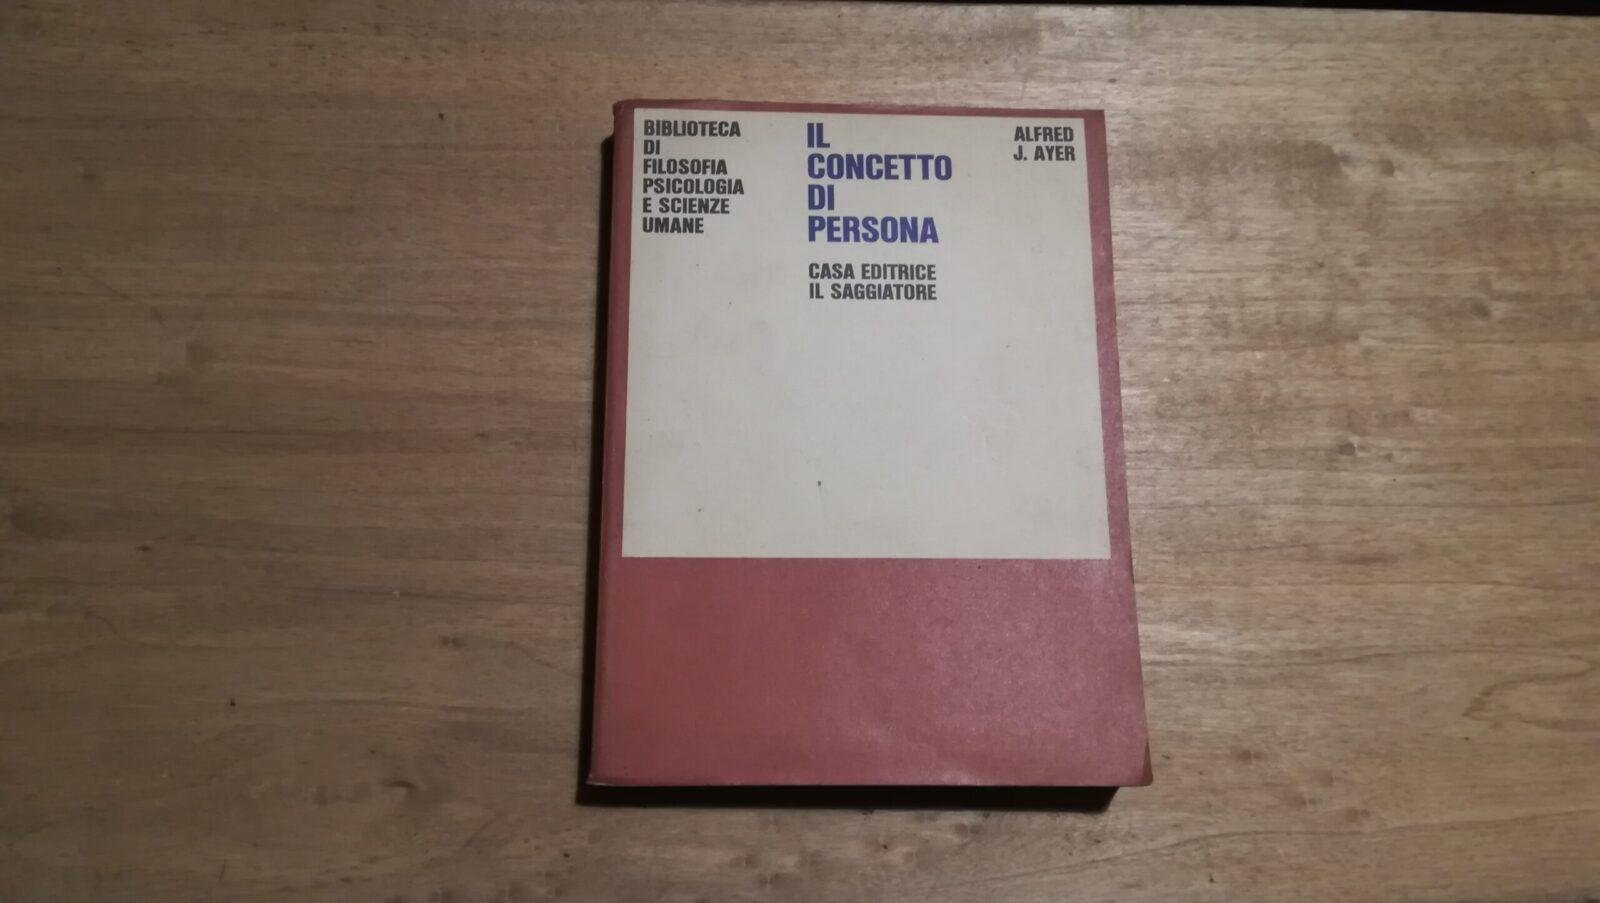 BIBLIOTECA
DI
FILOSOFIA
PSICOLOGIA
E SCIENZE
UMANE
IL
CONCETTO
DI
PERSONA
CASA EDITRICE
IL SAGGIATORE
ALFRED
J. AYER